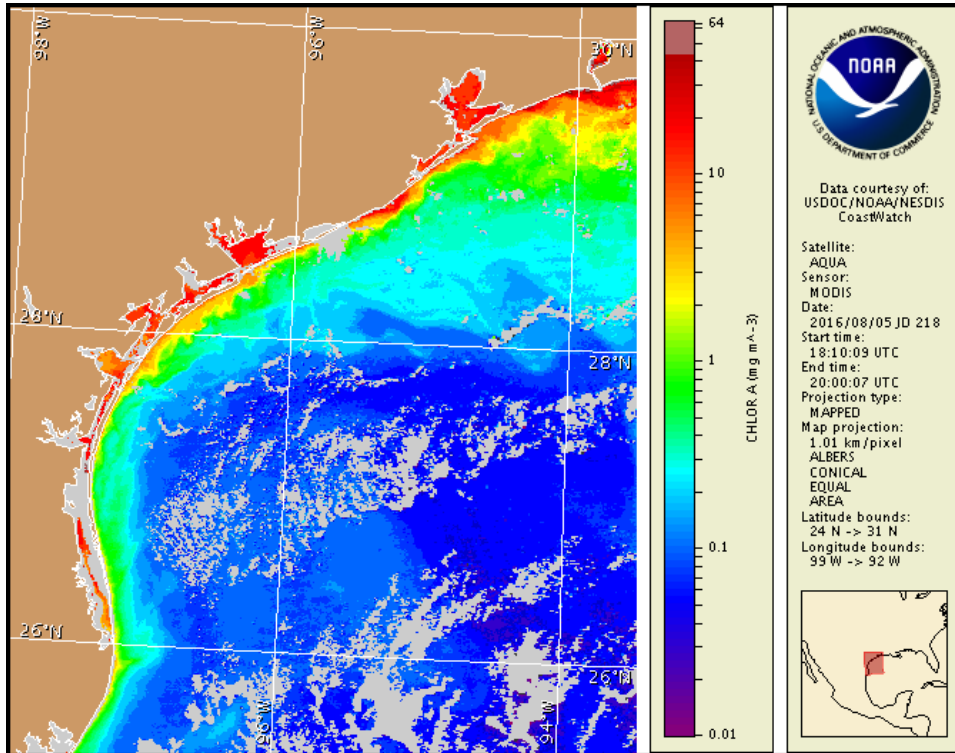 98°W
96°W
30°N
28°N
28°N
26°N
26°N
96°W
94°W
64
10
1
0.1
0.01
CHLOR A (mg m^-3)
NATIONAL OCEANIC AND ATMOSPHERIC ADMINISTRATION
NOAA
U.S. DEPARTMENT OF COMMERCE
Data courtesy of:
USDOC/NOAA/NESDIS
CoastWatch
Satellite:
AQUA
Sensor:
MODIS
Date:
2016/08/05 JD 218
Start time:
18:10:09 UTC
End time:
20:00:07 UTC
Projection type:
MAPPED
Map projection:
1.01 km/pixel
ALBERS
CONICAL
EQUAL
AREA
Latitude bounds:
24 N -> 31 N
Longitude bounds:
99 W -> 92 W